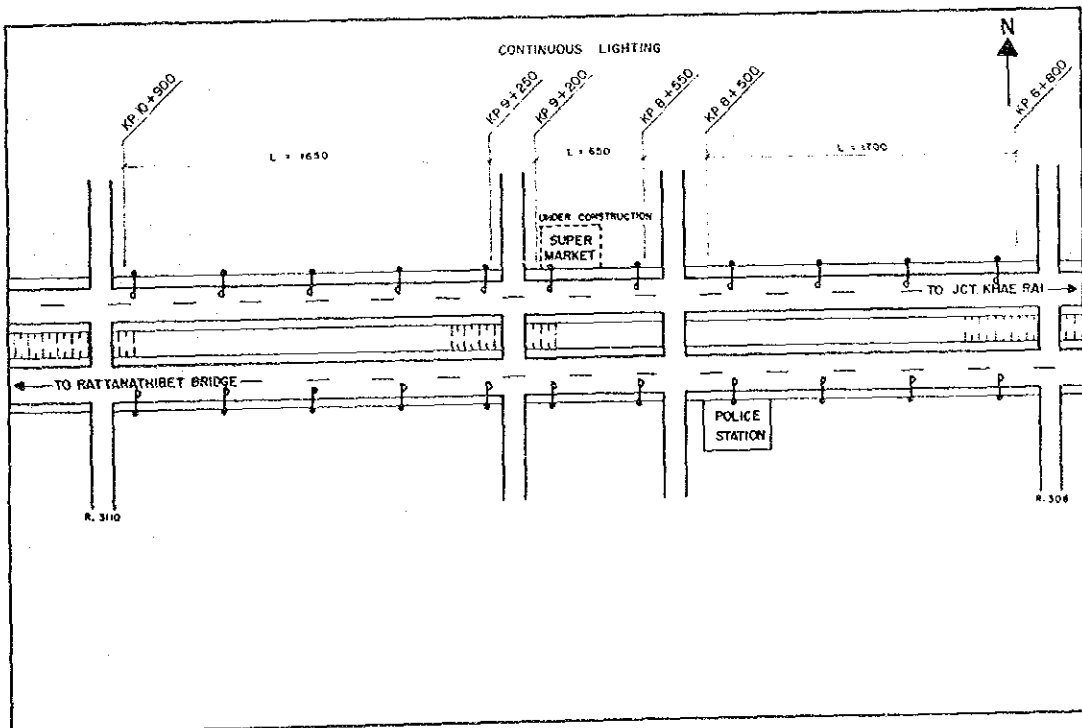 CONTINUOUS LIGHTING
N
KP 10+900
KP 9+250
KP 9+200
KP 8+550
KP 8+500
KP 6+800
L = 1650
L = 650
L = 1700
UNDER CONSTRUCTION
SUPER
MARKET
TO JCT. KHAE RAI
TO RATTANATHIBET BRIDGE
POLICE
STATION
R. 3110
R. 306